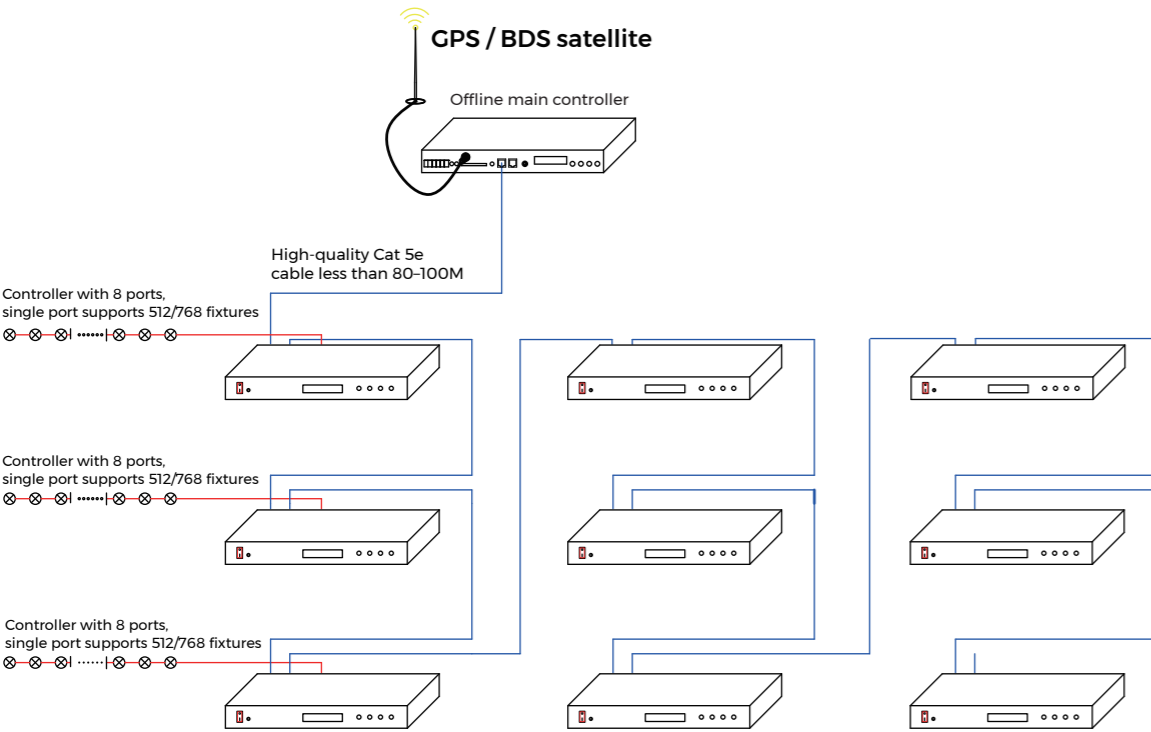 GPS / BDS satellite
Offline main controller
High-quality Cat 5e
cable less than 80–100M
Controller with 8 ports,
single port supports 512/768 fixtures
Controller with 8 ports,
single port supports 512/768 fixtures
Controller with 8 ports,
single port supports 512/768 fixtures